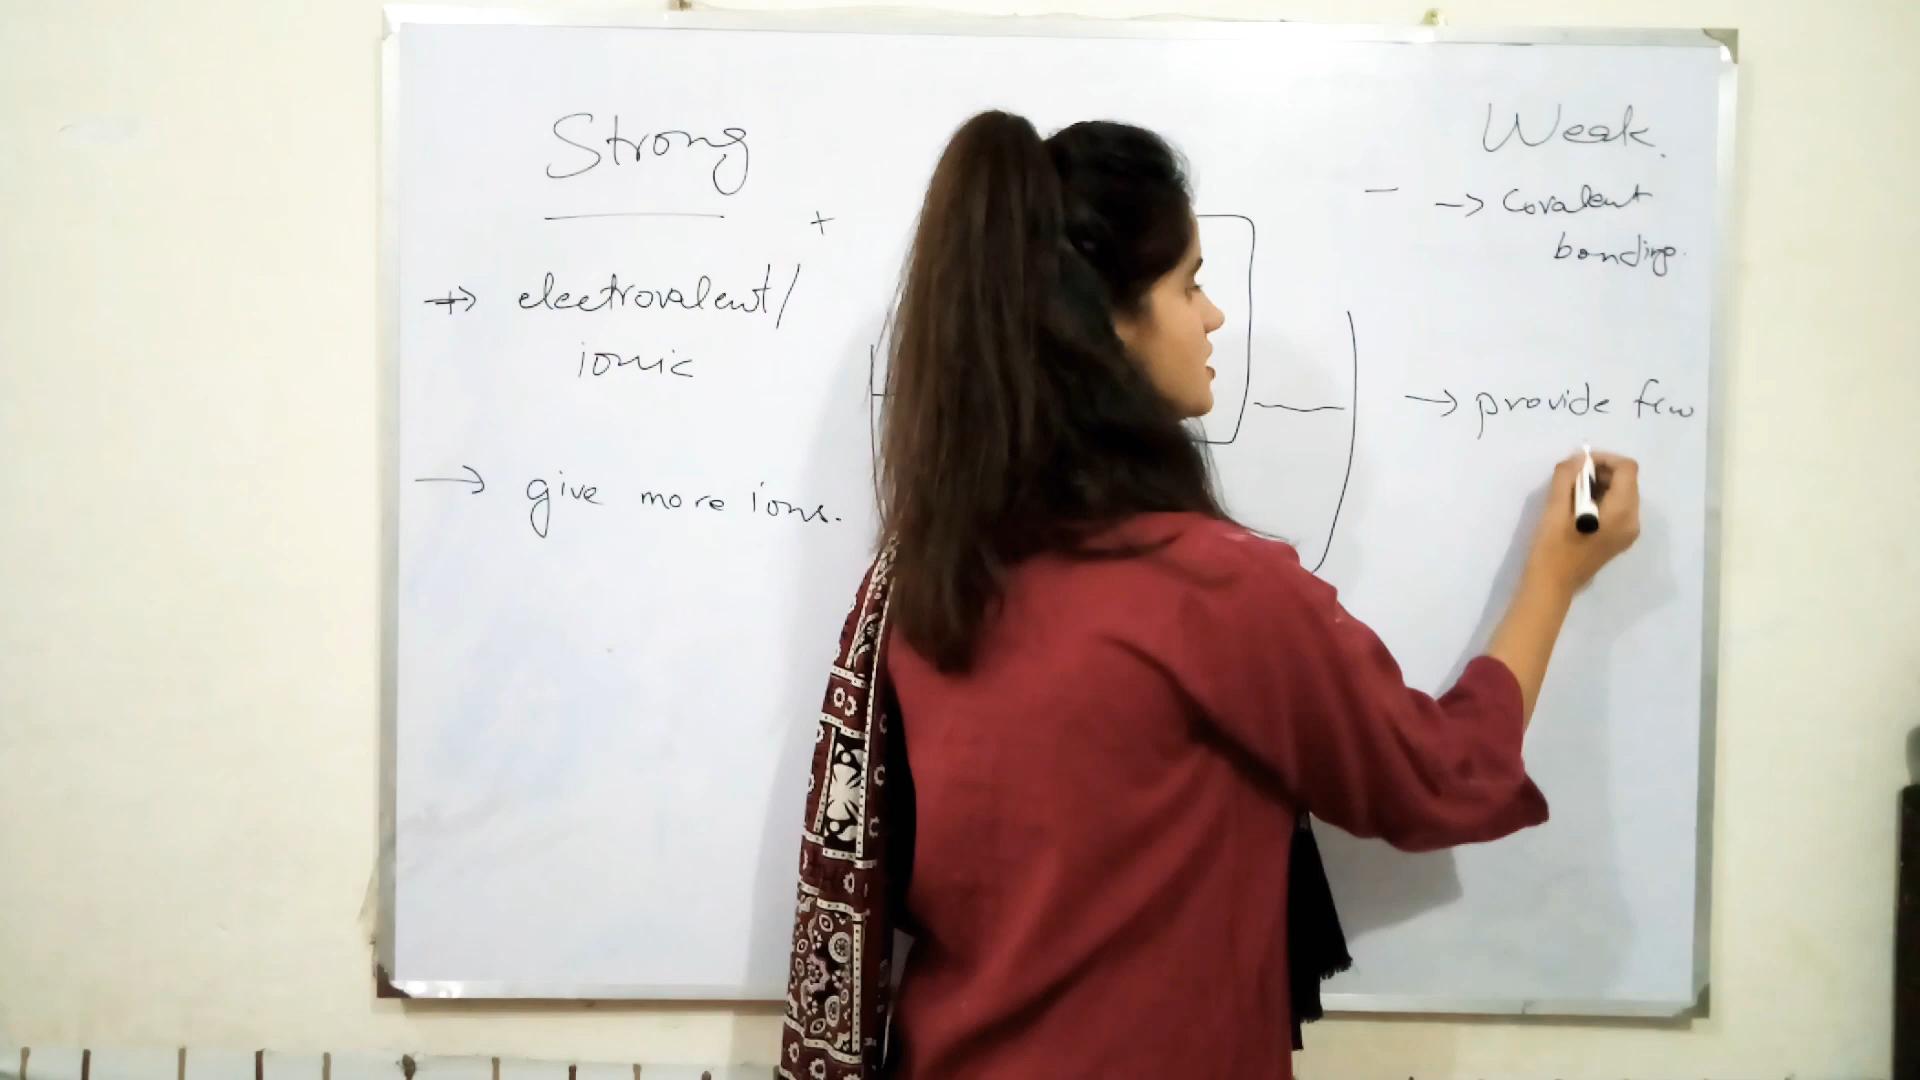 Strong
+
→ electrovalent/
ionic
→ give more ions.
Weak.
–
→ Covalent
bonding.
→ provide few